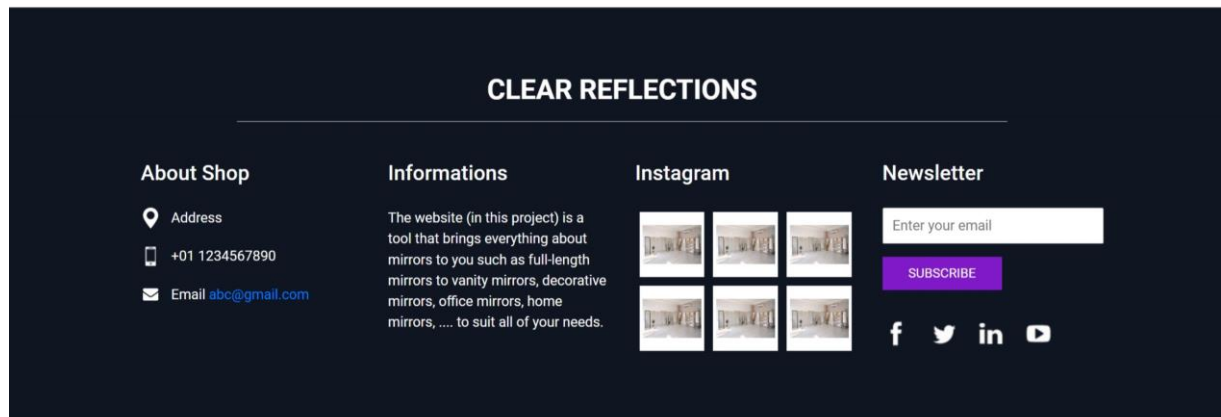 CLEAR REFLECTIONS
About Shop
Address
+01 1234567890
Email abc@gmail.com
Informations
The website (in this project) is a
tool that brings everything about
mirrors to you such as full-length
mirrors to vanity mirrors, decorative
mirrors, office mirrors, home
mirrors, .... to suit all of your needs.
Instagram
Newsletter
Enter your email
SUBSCRIBE